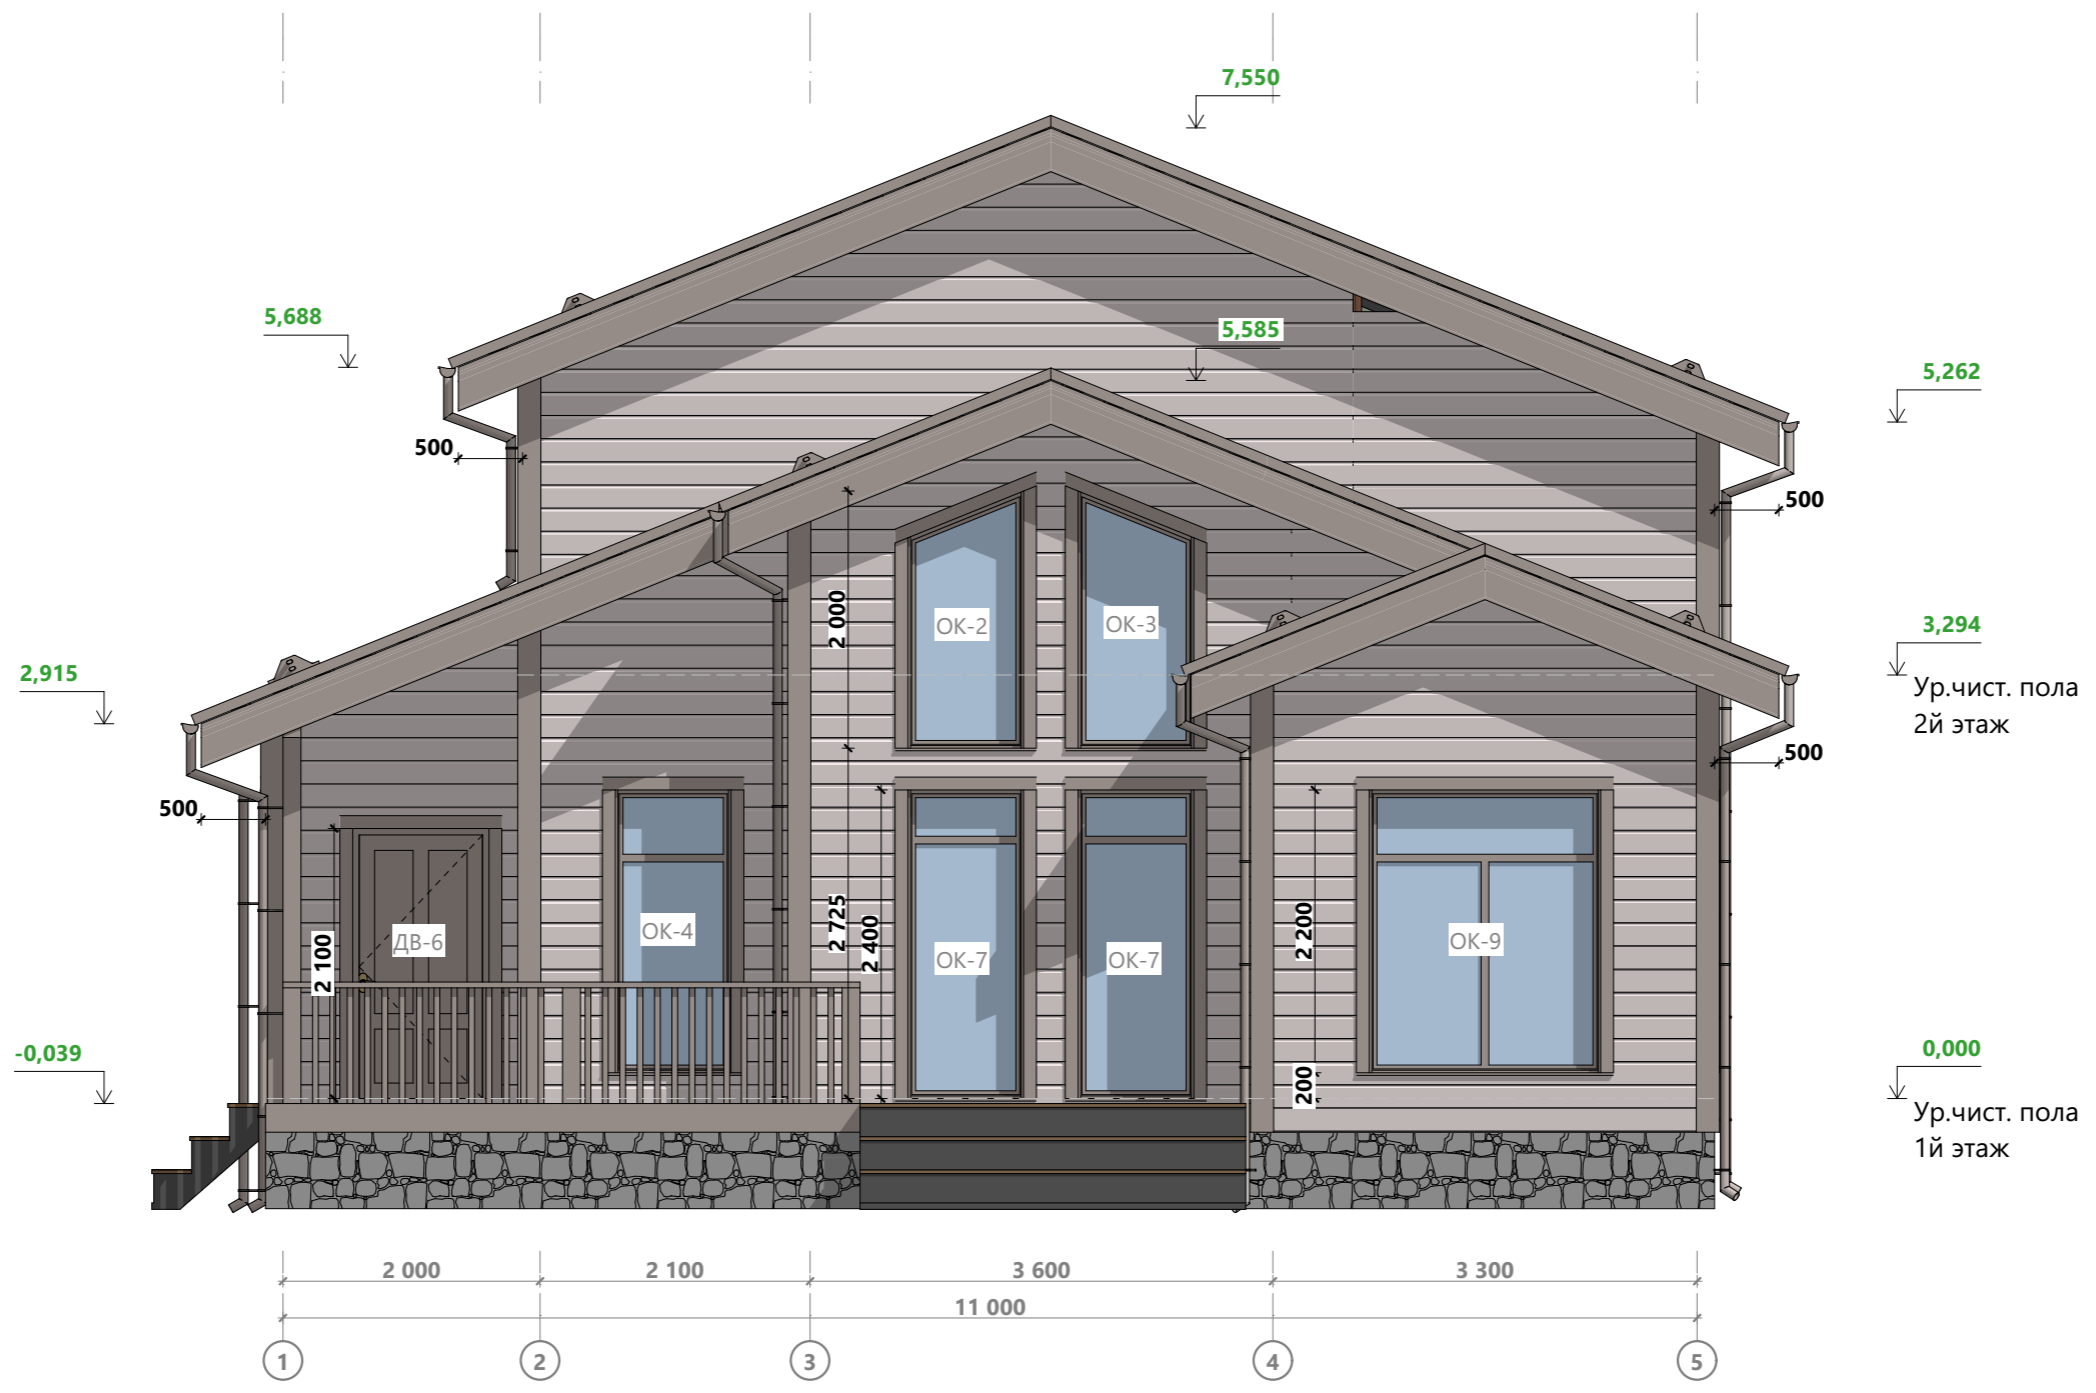 7,550
5,688
5,585
5,262
500
500
2,915
3,294
Ур.чист. пола
2й этаж
2 000
ОК-2
ОК-3
500
500
2 100
ДВ-6
ОК-4
2 725
2 400
ОК-7
ОК-7
2 200
ОК-9
-0,039
200
0,000
Ур.чист. пола
1й этаж
2 000
2 100
3 600
3 300
11 000
1
2
3
4
5